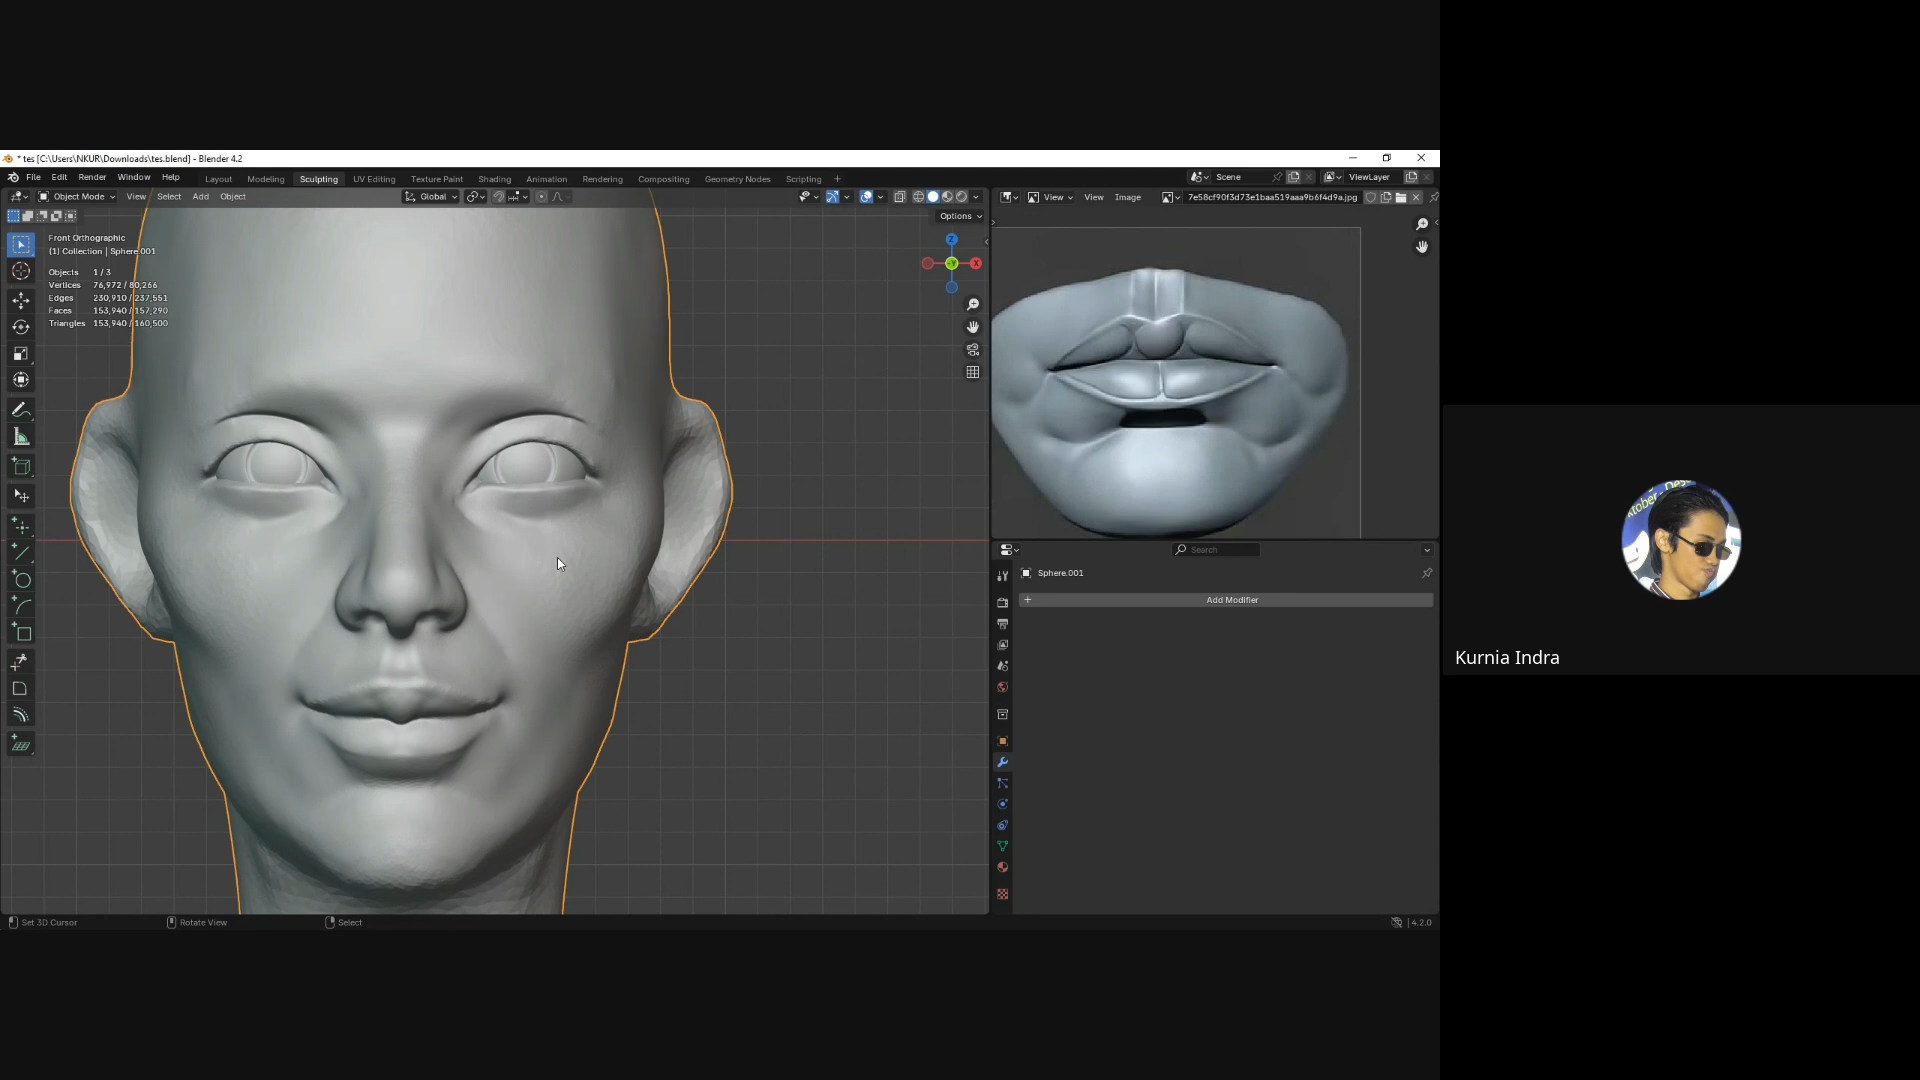 * tes [C:\Users\NKUR\Downloads\tes.blend] - Blender 4.2
File Edit Render Window Help
Layout Modeling Sculpting UV Editing Texture Paint Shading Animation Rendering Compositing Geometry Nodes Scripting +
Scene
ViewLayer
Object Mode View Select Add Object
Global
View View Image
7e58cf90f3d73e1baa519aaa9b6f4d9a.jpg
Options
Front Orthographic
(1) Collection | Sphere.001
Objects 1 / 3
Vertices 76,972 / 80,266
Edges 230,910 / 237,551
Faces 153,940 / 157,290
Triangles 153,940 / 160,500
Z
-Y
X
Search
Sphere.001
+ Add Modifier
Set 3D Cursor
Rotate View
Select
4.2.0
Kurnia Indra